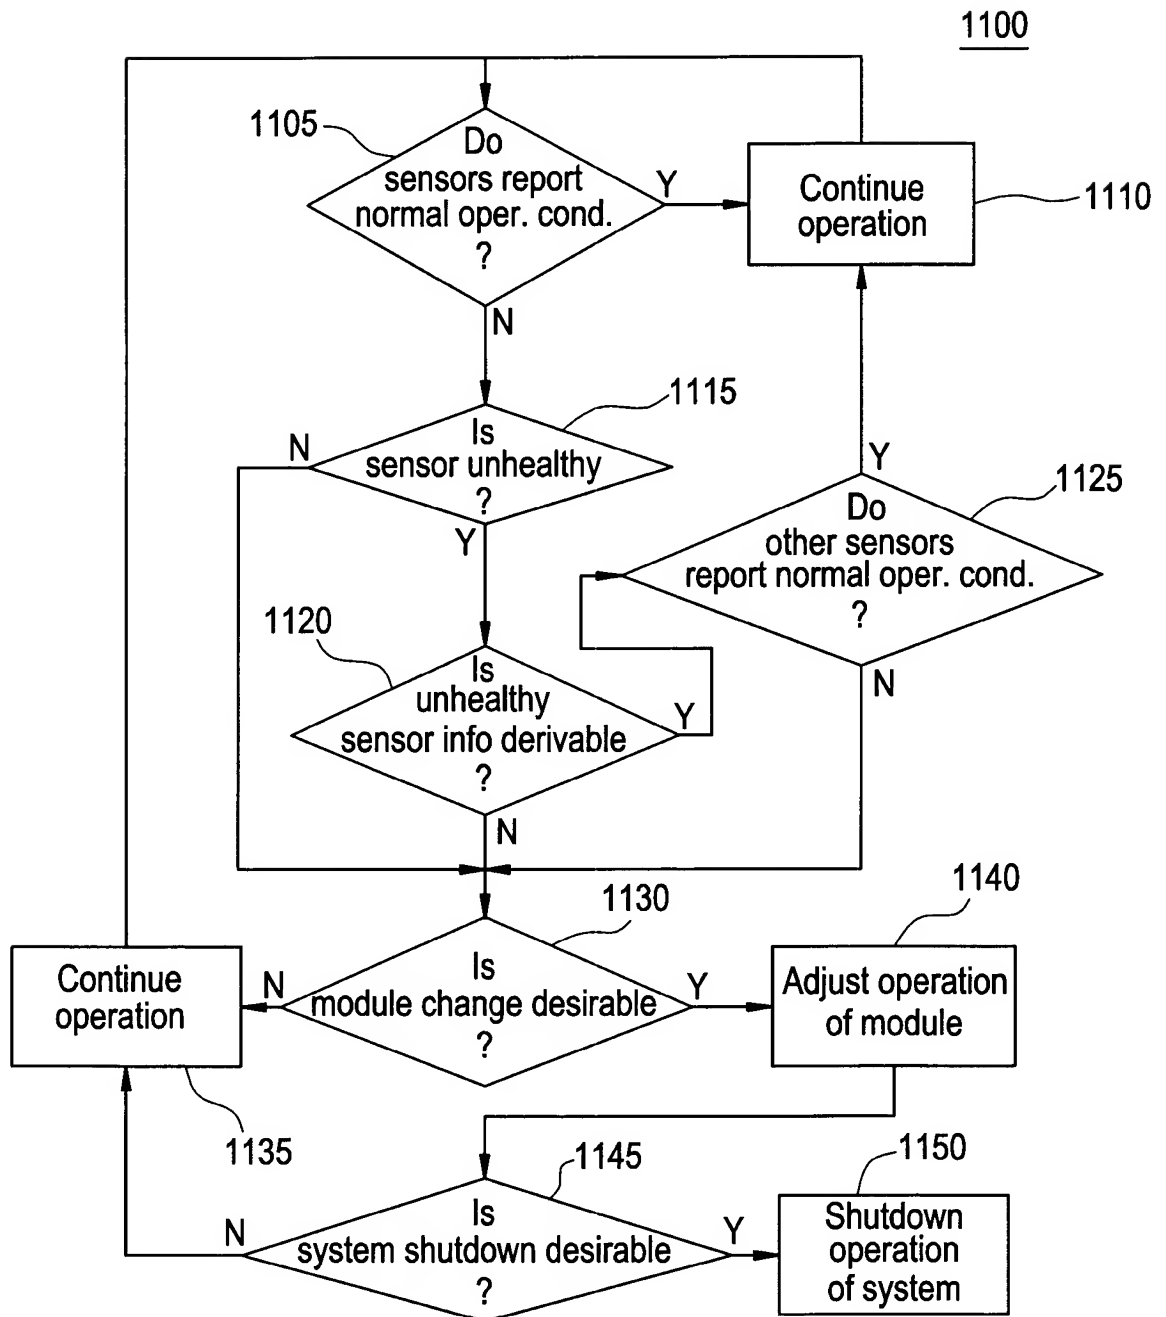 1100
1105
Do
sensors report
normal oper. cond.
?
Y
N
Continue
operation
1110
1115
Is
sensor unhealthy
?
N
Y
1125
Y
Do
other sensors
report normal oper. cond.
?
N
1120
Is
unhealthy
sensor info derivable
?
Y
N
1130
Is
module change desirable
?
N
Y
Continue
operation
1135
1140
Adjust operation
of module
1145
Is
system shutdown desirable
?
N
Y
1150
Shutdown
operation
of system